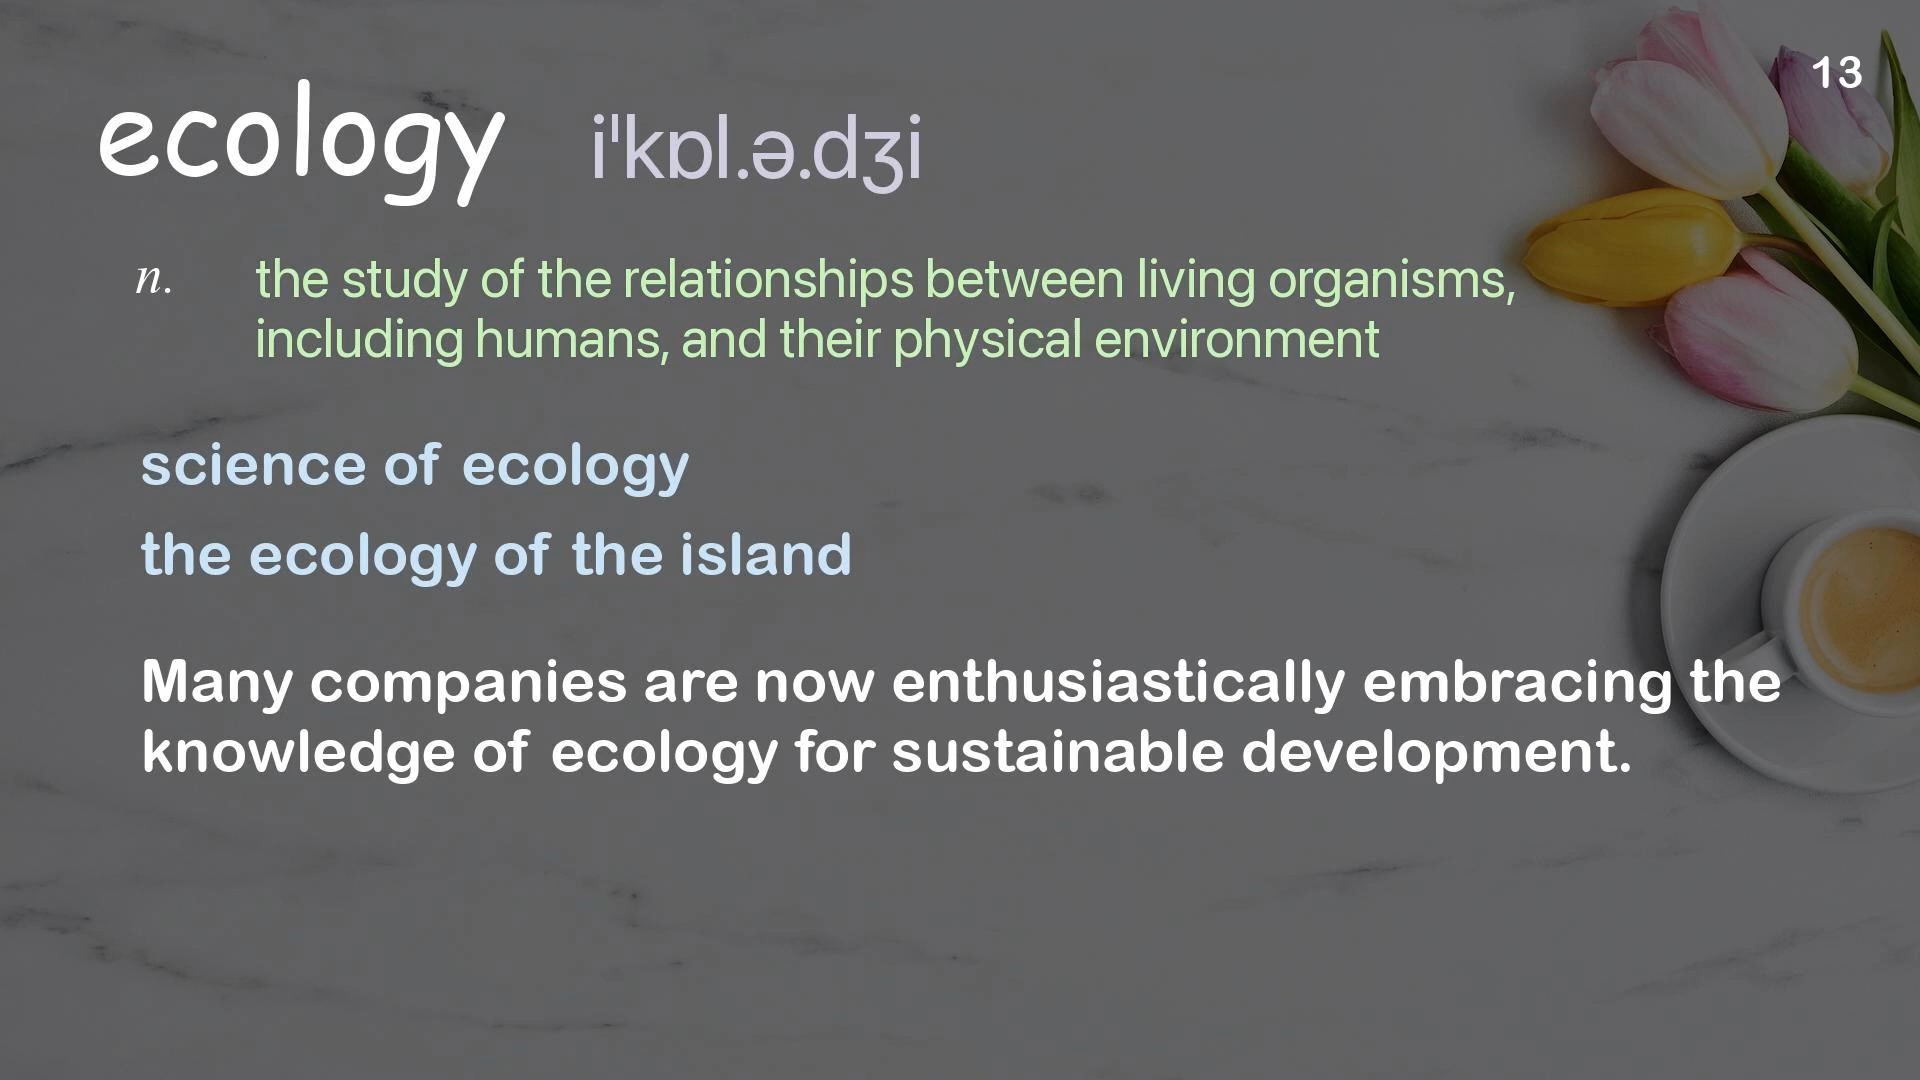 13
ecology iˈkɒl.ə.dʒi
n. the study of the relationships between living organisms,
including humans, and their physical environment
science of ecology
the ecology of the island
Many companies are now enthusiastically embracing the
knowledge of ecology for sustainable development.